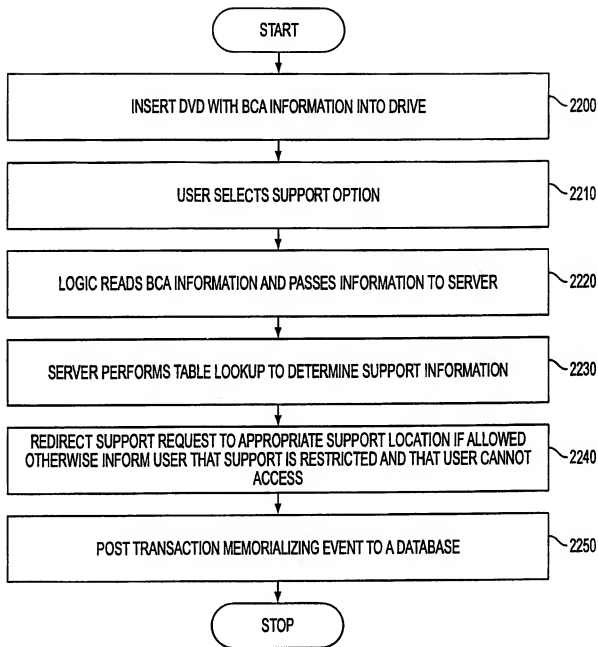 START
INSERT DVD WITH BCA INFORMATION INTO DRIVE
2200
USER SELECTS SUPPORT OPTION
2210
LOGIC READS BCA INFORMATION AND PASSES INFORMATION TO SERVER
2220
SERVER PERFORMS TABLE LOOKUP TO DETERMINE SUPPORT INFORMATION
2230
REDIRECT SUPPORT REQUEST TO APPROPRIATE SUPPORT LOCATION IF ALLOWED
OTHERWISE INFORM USER THAT SUPPORT IS RESTRICTED AND THAT USER CANNOT
ACCESS
2240
POST TRANSACTION MEMORIALIZING EVENT TO A DATABASE
2250
STOP